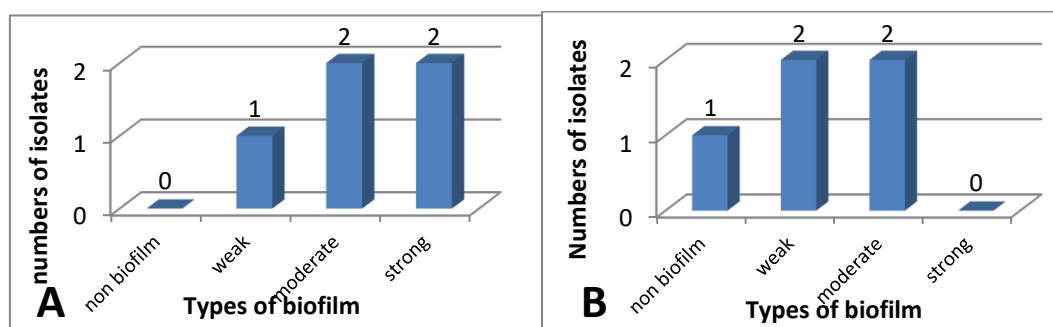 numbers of isolates
2
1
0
0
1
2
2
non biofilm
weak
moderate
strong
Types of biofilm
A
Numbers of isolates
2
1
0
1
2
2
0
non biofilm
weak
moderate
strong
Types of biofilm
B